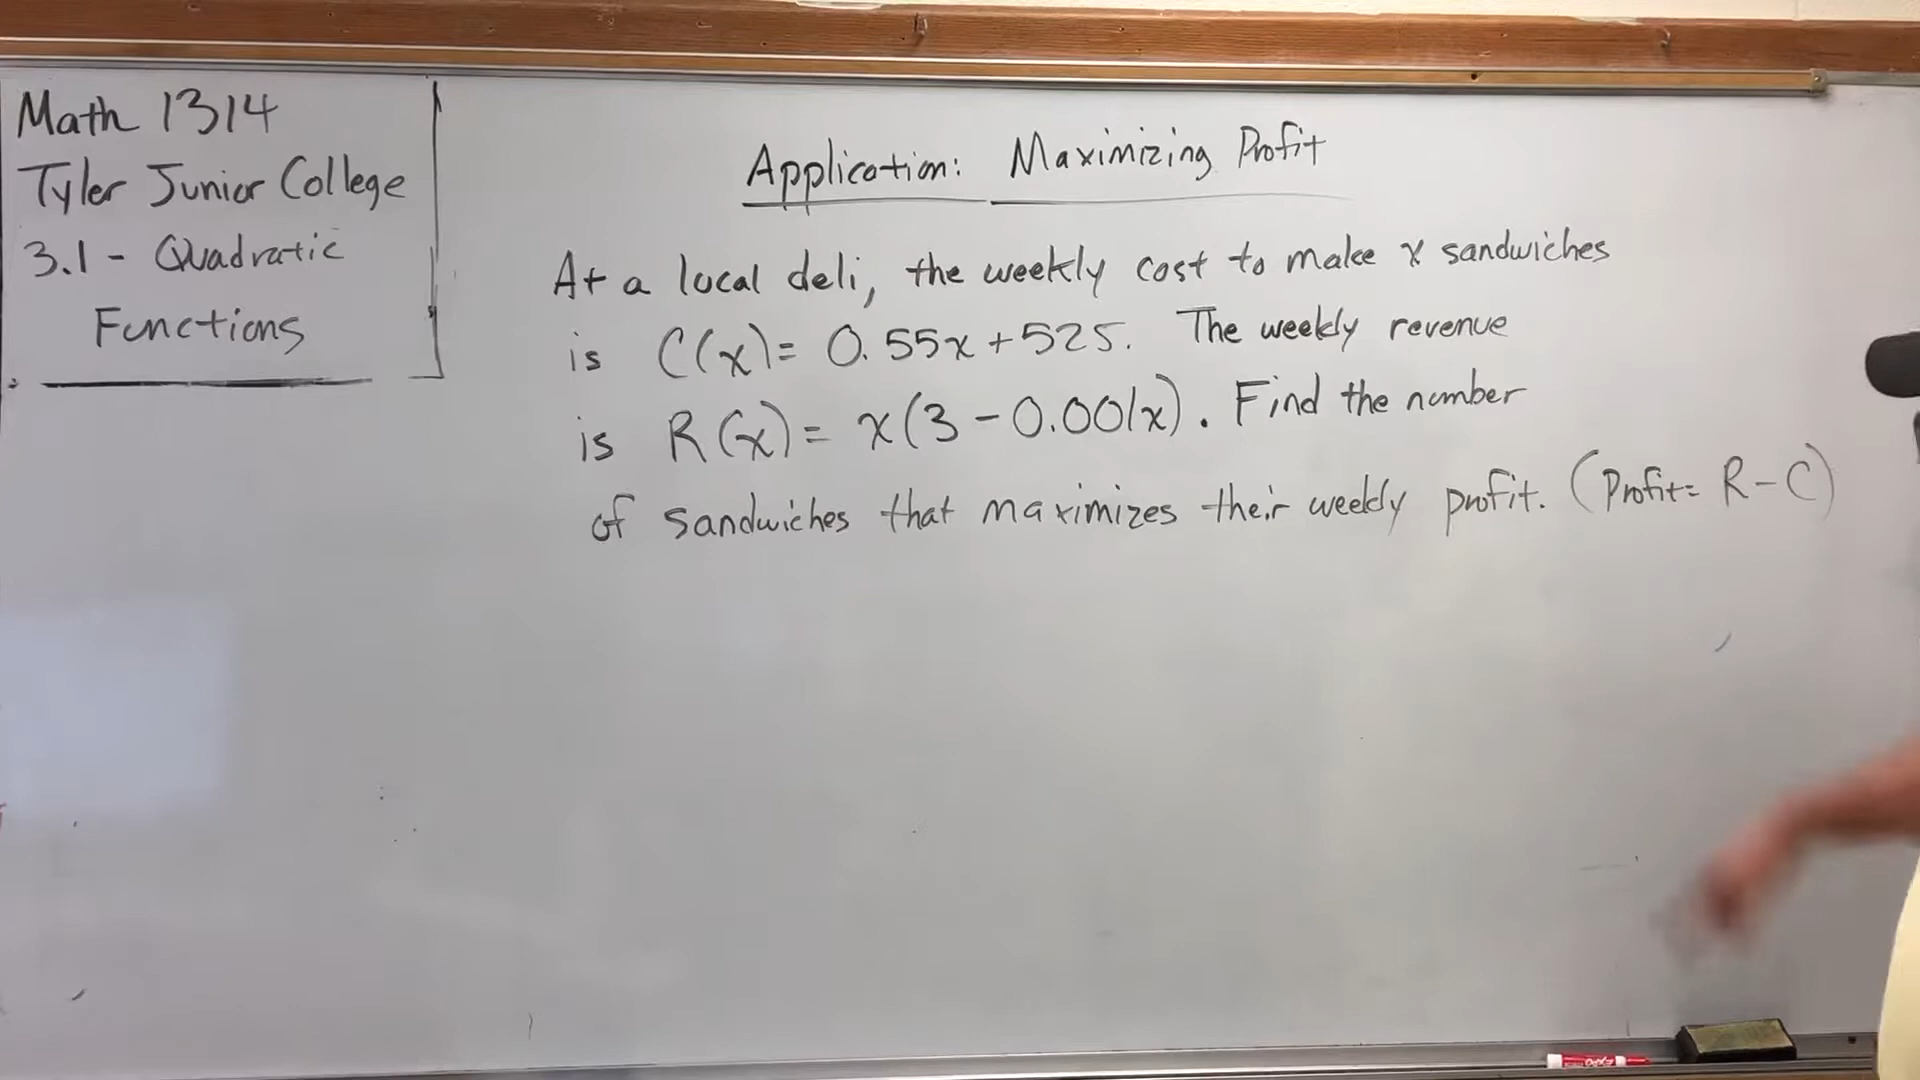 Math 1314
Tyler Junior College
3.1 - Quadratic
Functions
Application: Maximizing Profit
At a local deli, the weekly cost to make x sandwiches
is C(x) = 0.55x + 525. The weekly revenue
is R(x) = x(3 - 0.001x). Find the number
of sandwiches that maximizes their weekly profit. (Profit = R - C)